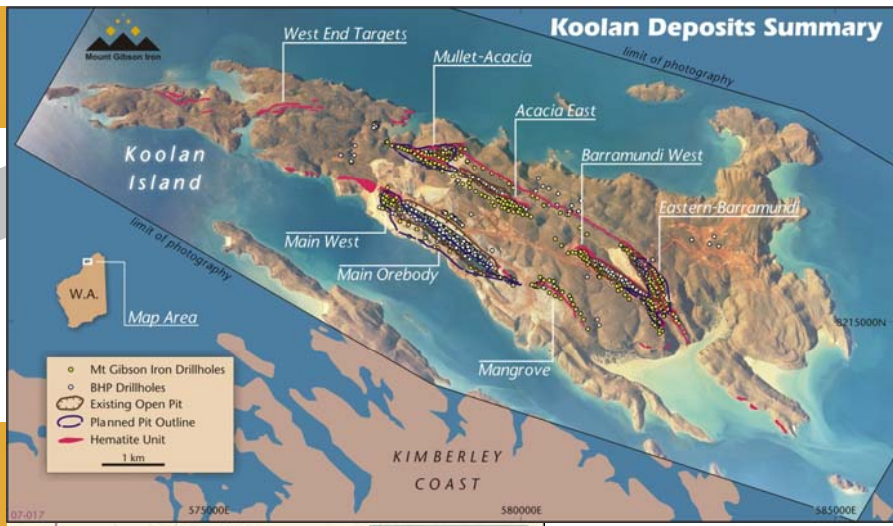 Koolan Deposits Summary
Mount Gibson Iron
limit of photography
West End Targets
Mullet-Acacia
Acacia East
Barramundi West
Eastern-Barramundi
Koolan
Island
limit of photography
Main West
Main Orebody
Mangrove
W.A.
Map Area
8215000N
Mt Gibson Iron Drillholes
BHP Drillholes
Existing Open Pit
Planned Pit Outline
Hematite Unit
1 km
KIMBERLEY
COAST
07-017
575000E
580000E
585000E